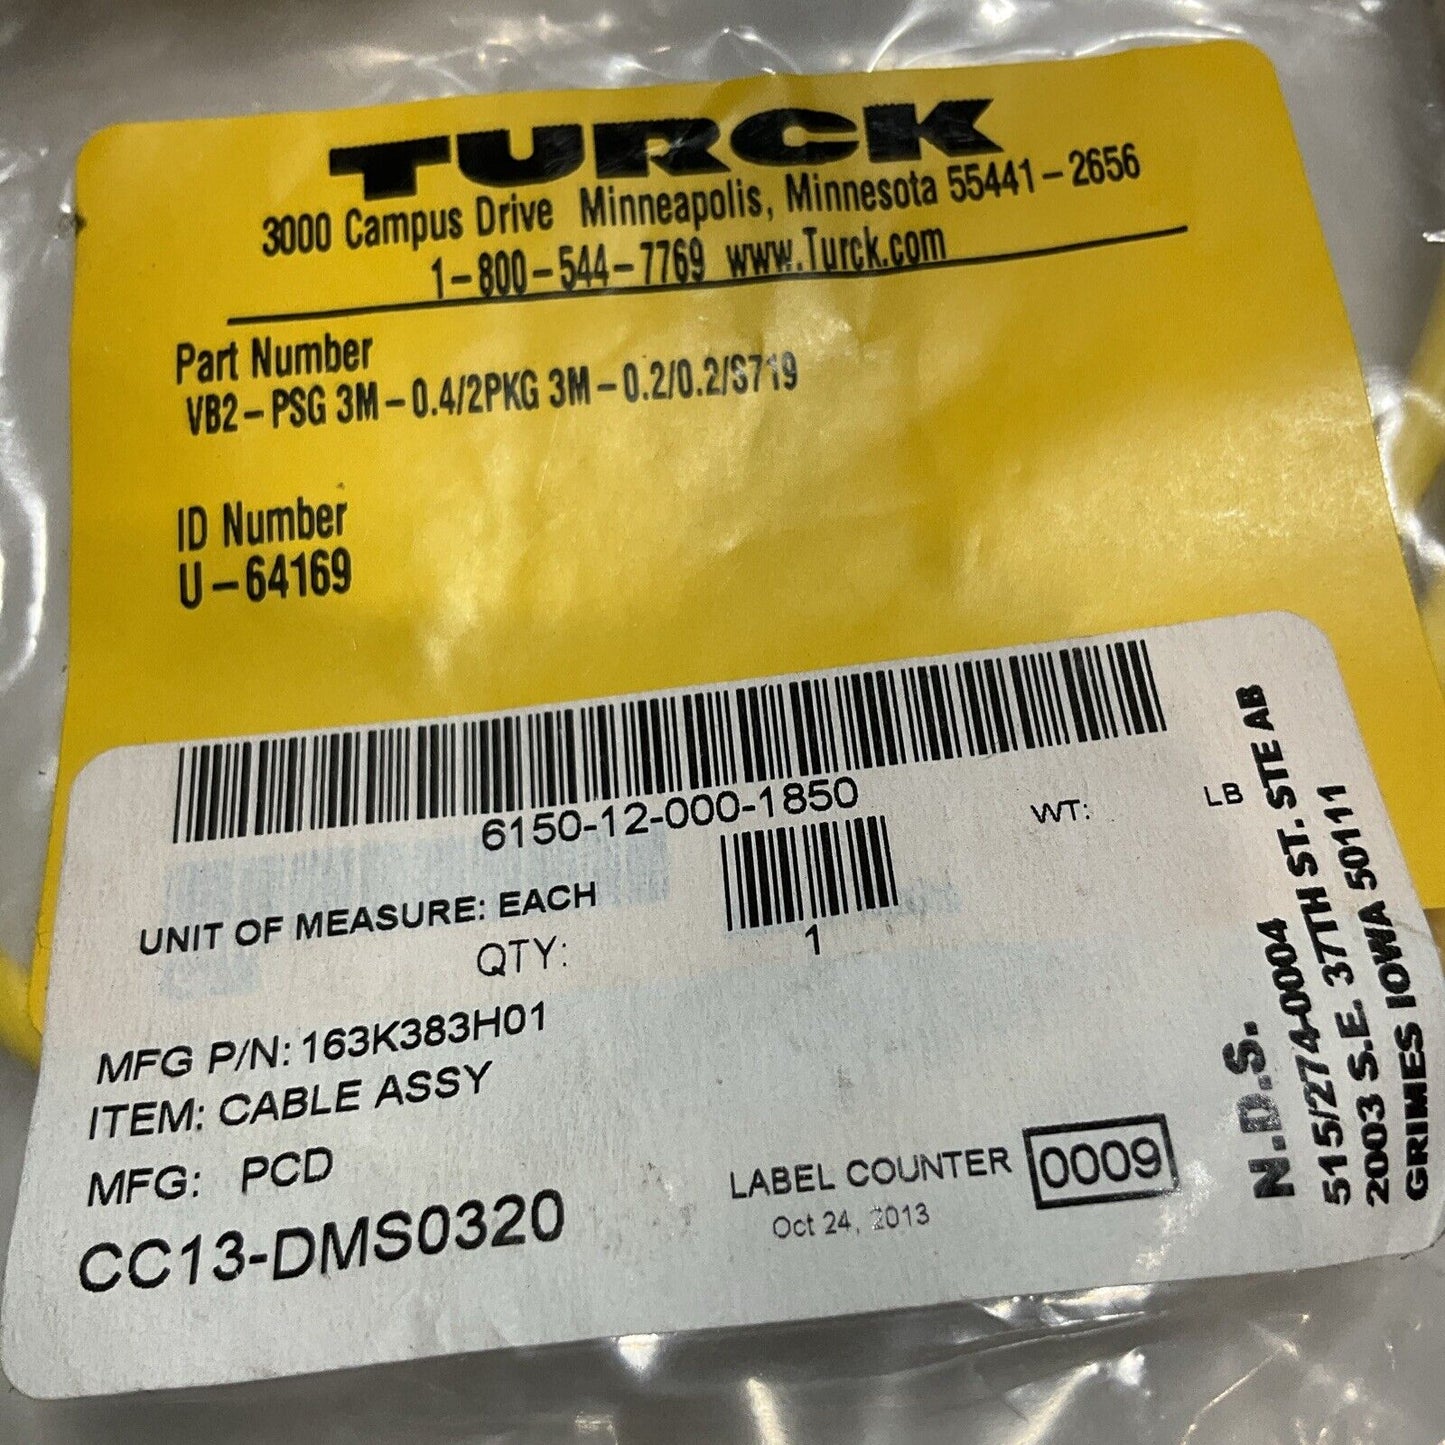 TURCK
3000 Campus Drive Minneapolis, Minnesota 55441-2656
1-800-544-7769 www.Turck.com
Part Number
VB2-PSG 3M-0.4/2PKG 3M-0.2/0.2/S719
ID Number
U-64169
6150-12-000-1850
WT: LB
UNIT OF MEASURE: EACH
QTY:
1
MFG P/N: 163K383H01
ITEM: CABLE ASSY
MFG: PCD
CC13-DMS0320
LABEL COUNTER 0009
Oct 24, 2013
N.D.S.
515/274-0004
2003 S.E. 37TH ST. STE AB
GRIMES IOWA 50111